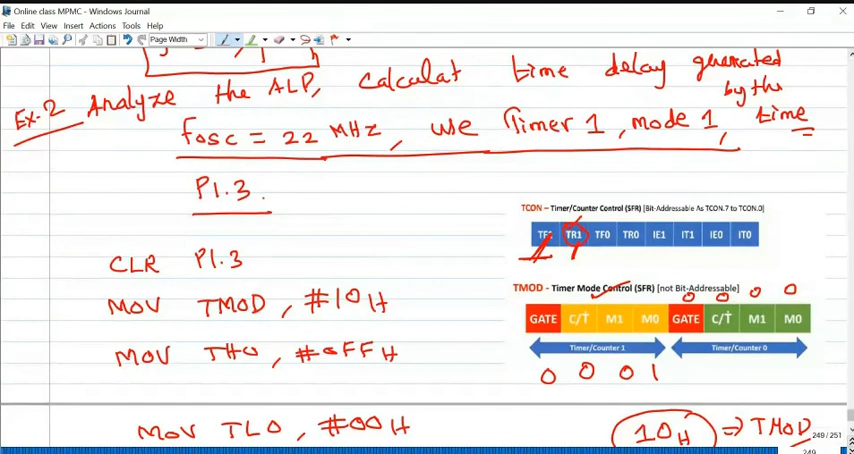 Online class MPMC - Windows Journal
File Edit View Insert Actions Tools Help
Page Width
Ex-2 Analyze the ALP, calculat time delay generated
by the
fosc = 22 MHz, use Timer 1, mode 1, time
P1.3.
TCON – Timer/Counter Control (SFR) [Bit-Addressable As TCON.7 to TCON.0]
TF1 TR1 TF0 TR0 IE1 IT1 IE0 IT0
1 1
CLR P1.3
TMOD - Timer Mode Control (SFR) [not Bit-Addressable]
0 0 0 0
MOV TMOD, #10H
GATE C/T M1 M0 GATE C/T M1 M0
Timer/Counter 1 Timer/Counter 0
MOV TH0, #0FFH
0 0 0 1
MOV TL0, #00H
10H => TMOD
249/251
249